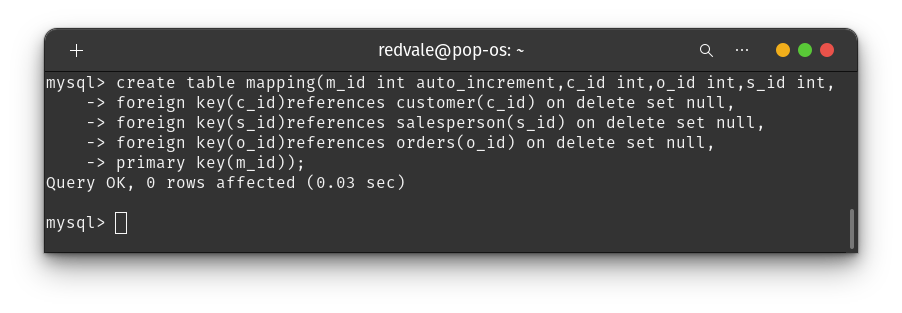 redvale@pop-os: ~
mysql> create table mapping(m_id int auto_increment,c_id int,o_id int,s_id int,
    -> foreign key(c_id)references customer(c_id) on delete set null,
    -> foreign key(s_id)references salesperson(s_id) on delete set null,
    -> foreign key(o_id)references orders(o_id) on delete set null,
    -> primary key(m_id));
Query OK, 0 rows affected (0.03 sec)
mysql>